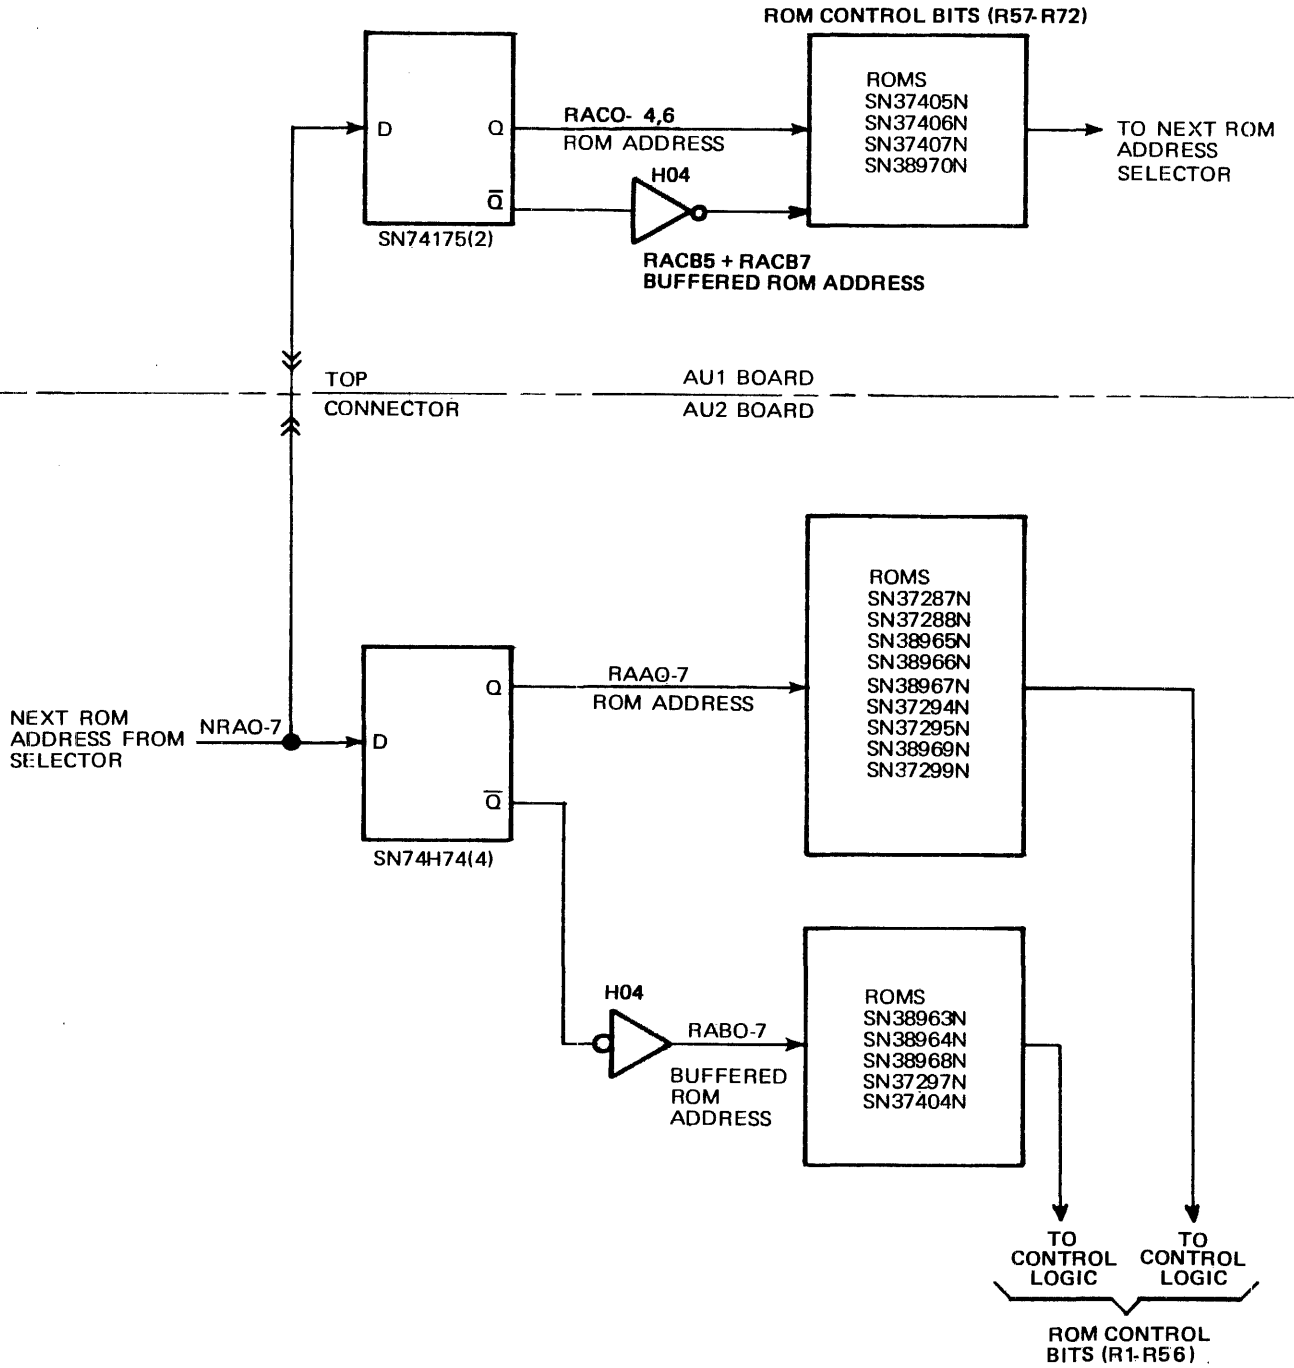 ROM CONTROL BITS (R57-R72)
D
Q
Q
SN74175(2)
RAC0- 4,6
ROM ADDRESS
H04
RACB5 + RACB7
BUFFERED ROM ADDRESS
ROMS
SN37405N
SN37406N
SN37407N
SN38970N
TO NEXT ROM
ADDRESS
SELECTOR
TOP
CONNECTOR
AU1 BOARD
AU2 BOARD
NEXT ROM
ADDRESS FROM
SELECTOR
NRA0-7
D
Q
Q
SN74H74(4)
RAA0-7
ROM ADDRESS
ROMS
SN37287N
SN37288N
SN38965N
SN38966N
SN38967N
SN37294N
SN37295N
SN38969N
SN37299N
H04
RAB0-7
BUFFERED
ROM
ADDRESS
ROMS
SN38963N
SN38964N
SN38968N
SN37297N
SN37404N
TO
CONTROL
LOGIC
TO
CONTROL
LOGIC
ROM CONTROL
BITS (R1-R56)